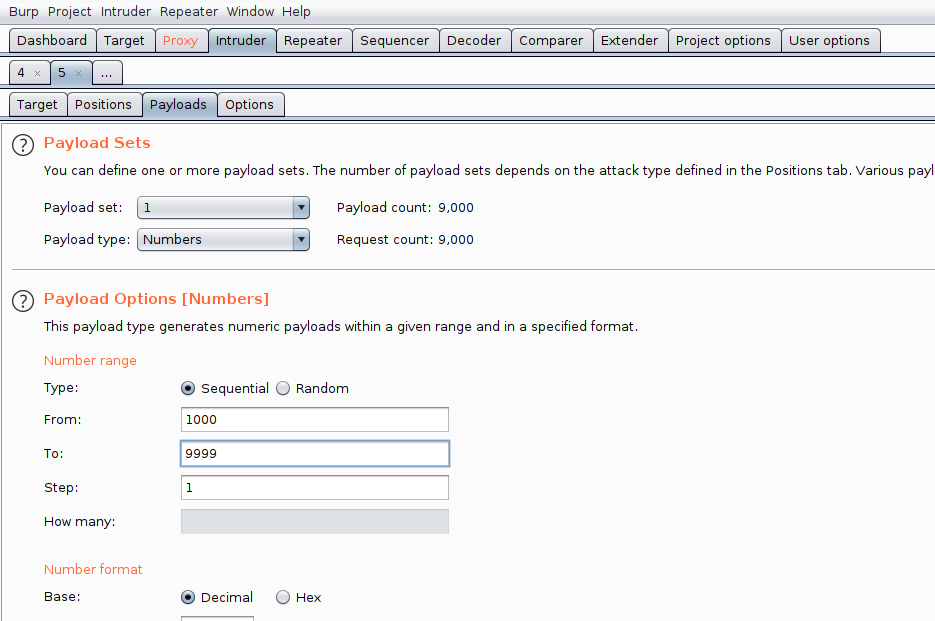 Burp Project Intruder Repeater Window Help
Dashboard Target Proxy Intruder Repeater Sequencer Decoder Comparer Extender Project options User options
4 × 5 × ...
Target Positions Payloads Options
? Payload Sets
You can define one or more payload sets. The number of payload sets depends on the attack type defined in the Positions tab. Various payl
Payload set: 1 Payload count: 9,000
Payload type: Numbers Request count: 9,000
? Payload Options [Numbers]
This payload type generates numeric payloads within a given range and in a specified format.
Number range
Type: Sequential Random
From: 1000
To: 9999
Step: 1
How many:
Number format
Base: Decimal Hex